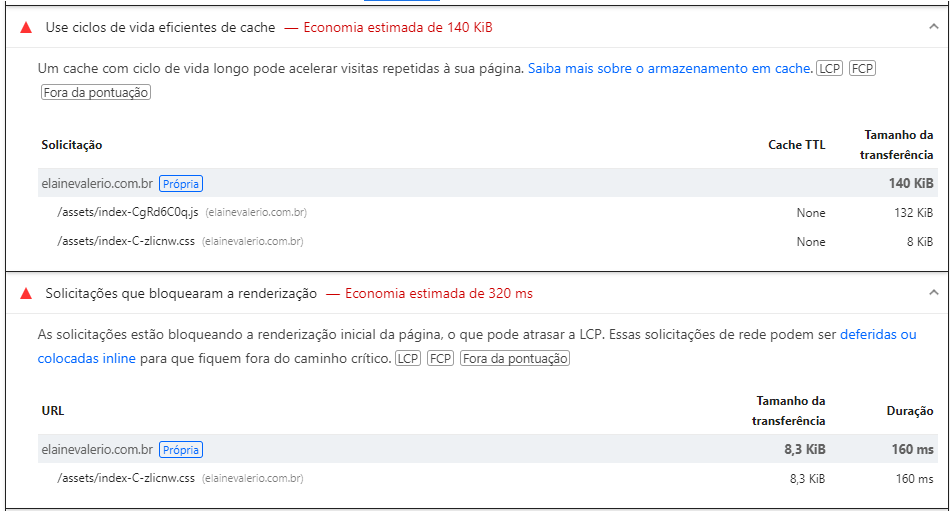 Use ciclos de vida eficientes de cache — Economia estimada de 140 KiB
Um cache com ciclo de vida longo pode acelerar visitas repetidas à sua página. Saiba mais sobre o armazenamento em cache. LCP FCP
Fora da pontuação
Solicitação Cache TTL Tamanho da transferência
elainevalerio.com.br Própria 140 KiB
/assets/index-CgRd6C0q.js (elainevalerio.com.br) None 132 KiB
/assets/index-C-zlicnw.css (elainevalerio.com.br) None 8 KiB
Solicitações que bloquearam a renderização — Economia estimada de 320 ms
As solicitações estão bloqueando a renderização inicial da página, o que pode atrasar a LCP. Essas solicitações de rede podem ser deferidas ou
colocadas inline para que fiquem fora do caminho crítico. LCP FCP Fora da pontuação
URL Tamanho da transferência Duração
elainevalerio.com.br Própria 8,3 KiB 160 ms
/assets/index-C-zlicnw.css (elainevalerio.com.br) 8,3 KiB 160 ms